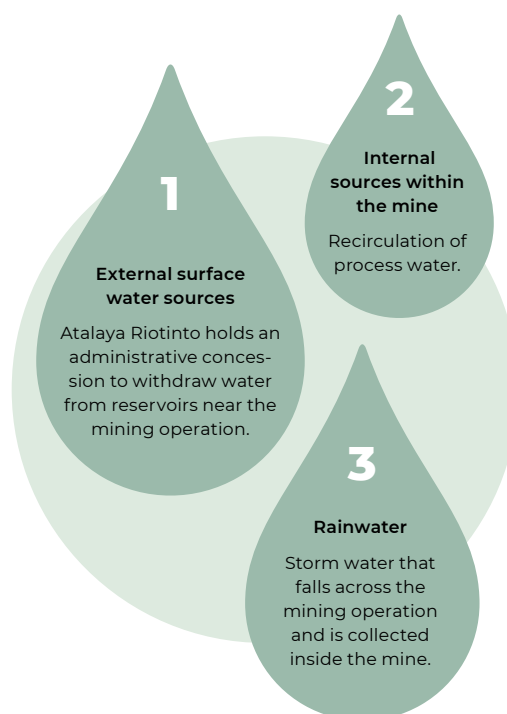 1
External surface
water sources
Atalaya Riotinto holds an
administrative conces-
sion to withdraw water
from reservoirs near the
mining operation.
2
Internal
sources within
the mine
Recirculation of
process water.
3
Rainwater
Storm water that
falls across the
mining operation
and is collected
inside the mine.